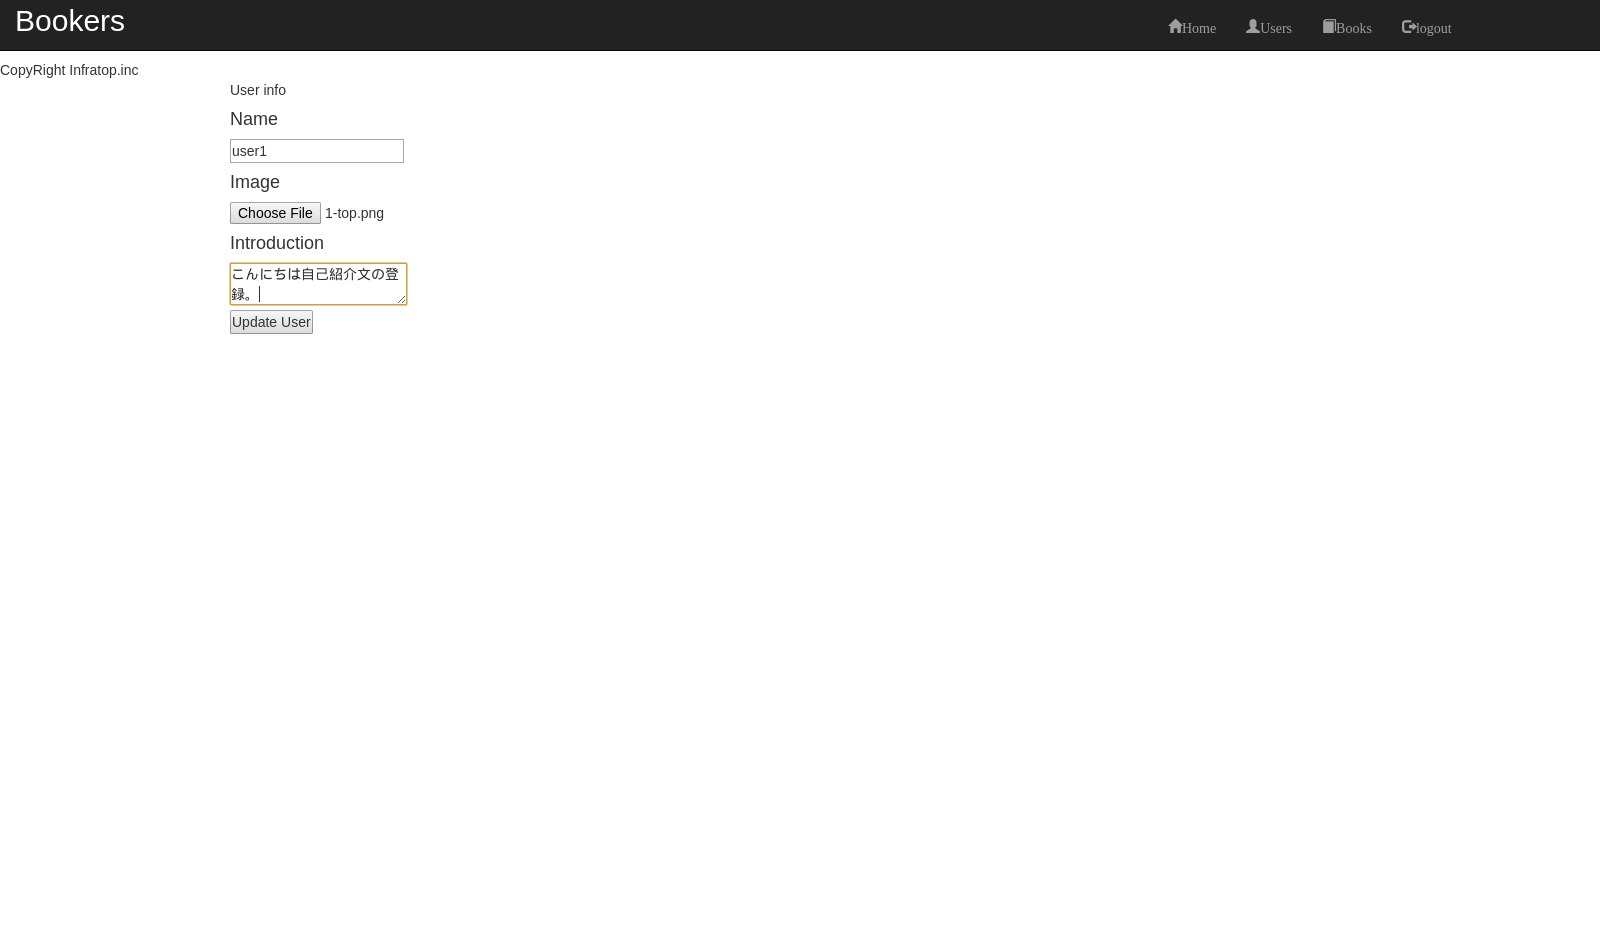 Bookers
Home
Users
Books
logout
CopyRight Infratop.inc
User info
Name
user1
Image
Choose File 1-top.png
Introduction
こんにちは自己紹介文の登
録。
Update User